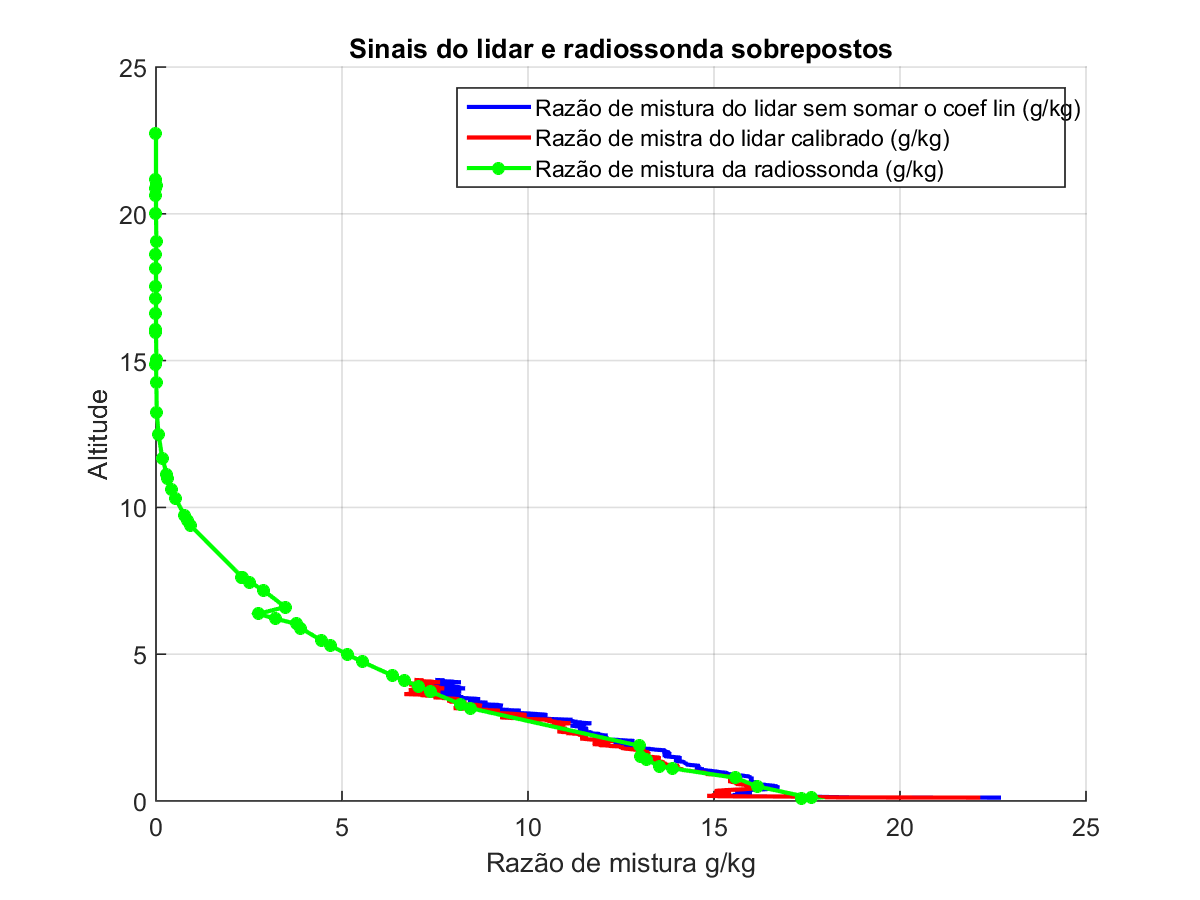 Sinais do lidar e radiossonda sobrepostos
25
Razão de mistura do lidar sem somar o coef lin (g/kg)
Razão de mistra do lidar calibrado (g/kg)
Razão de mistura da radiossonda (g/kg)
20
15
Altitude
10
5
0
0 5 10 15 20 25
Razão de mistura g/kg